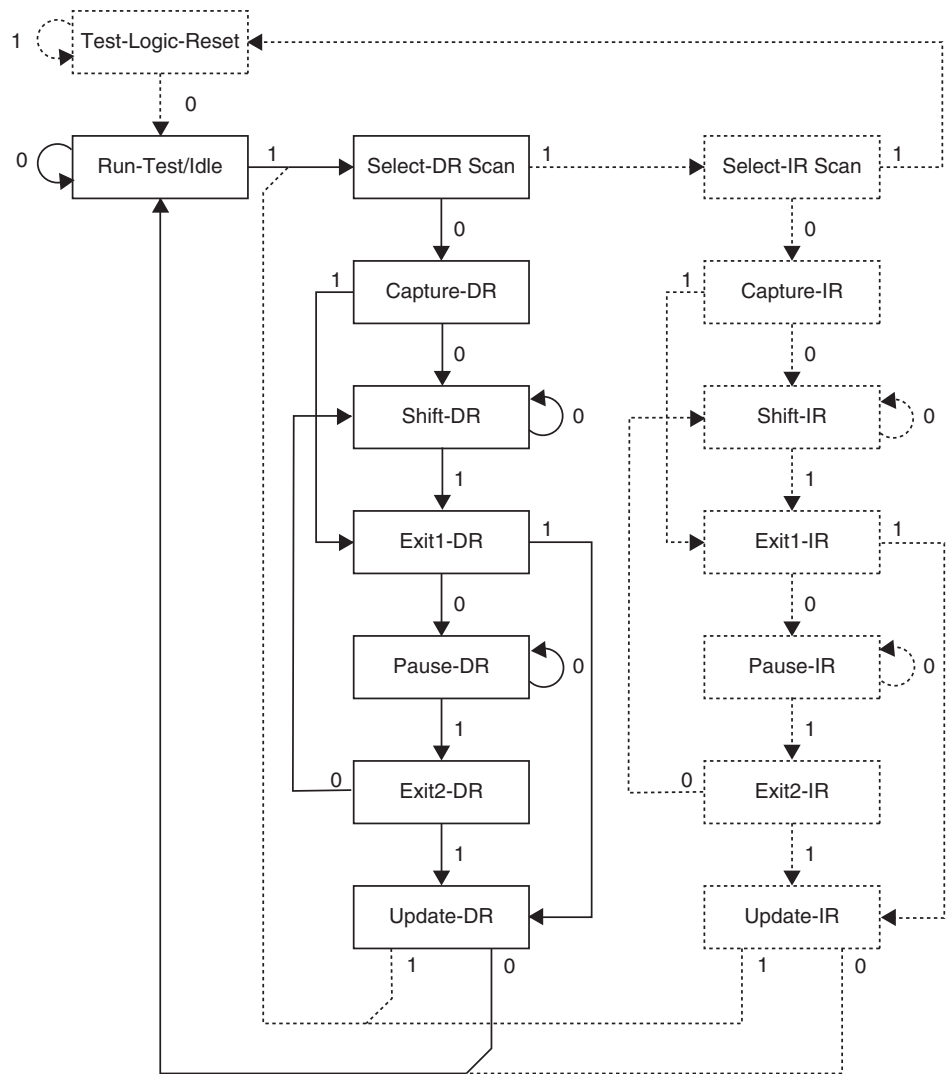 1
Test-Logic-Reset
0
0
Run-Test/Idle
1
Select-DR Scan
1
Select-IR Scan
1
0
0
1
Capture-DR
1
Capture-IR
0
0
Shift-DR
0
Shift-IR
0
1
1
Exit1-DR
1
Exit1-IR
1
0
0
Pause-DR
0
Pause-IR
0
1
1
0
Exit2-DR
0
Exit2-IR
1
1
Update-DR
Update-IR
1
0
1
0